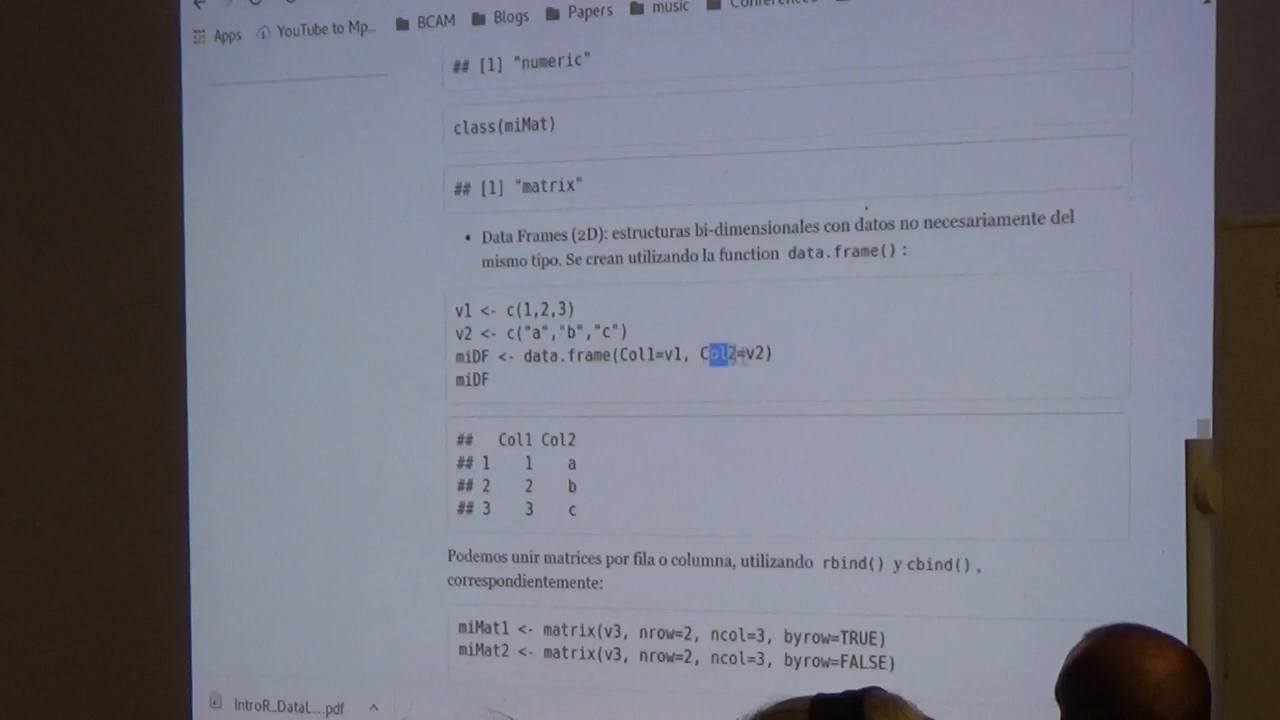 Apps YouTube to Mp... BCAM Blogs Papers music Conferences
## [1] "numeric"
class(miMat)
## [1] "matrix"
• Data Frames (2D): estructuras bi-dimensionales con datos no necesariamente del
mismo tipo. Se crean utilizando la function data.frame() :
v1 <- c(1,2,3)
v2 <- c("a","b","c")
miDF <- data.frame(Col1=v1, Col2=v2)
miDF
## Col1 Col2
## 1 1 a
## 2 2 b
## 3 3 c
Podemos unir matrices por fila o columna, utilizando rbind() y cbind() ,
correspondientemente:
miMat1 <- matrix(v3, nrow=2, ncol=3, byrow=TRUE)
miMat2 <- matrix(v3, nrow=2, ncol=3, byrow=FALSE)
IntroR_DataL....pdf